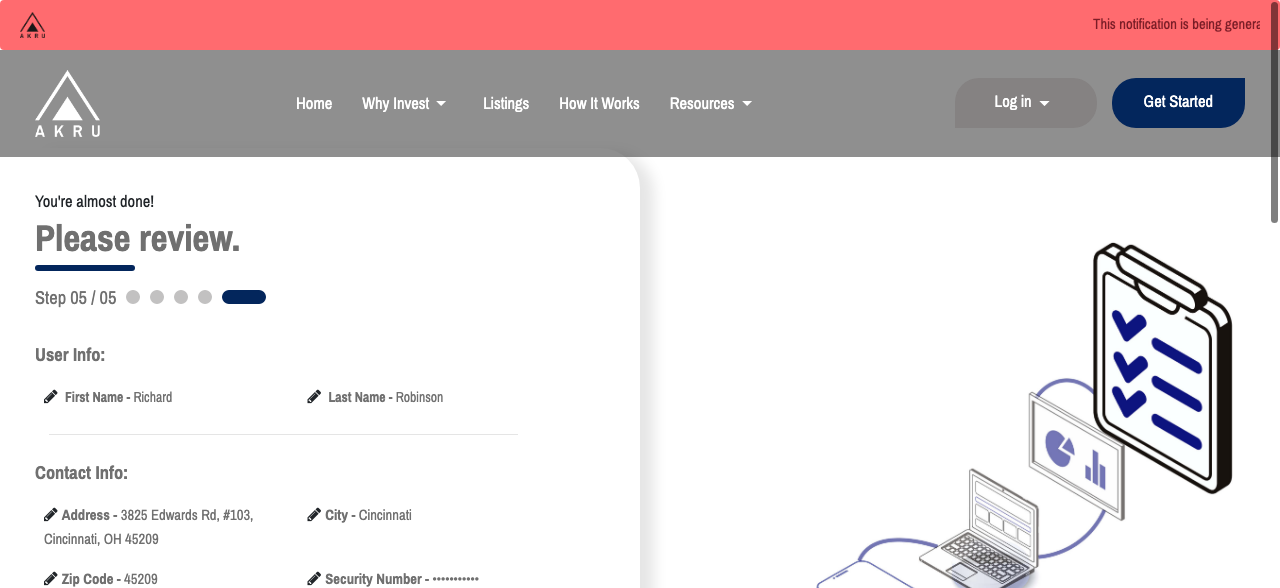 AKRU
This notification is being genera
AKRU
Home
Why Invest
Listings
How It Works
Resources
Log in
Get Started
You're almost done!
Please review.
Step 05 / 05
User Info:
First Name - Richard
Last Name - Robinson
Contact Info:
Address - 3825 Edwards Rd, #103,
Cincinnati, OH 45209
City - Cincinnati
Zip Code - 45209
Security Number - •••••••••••